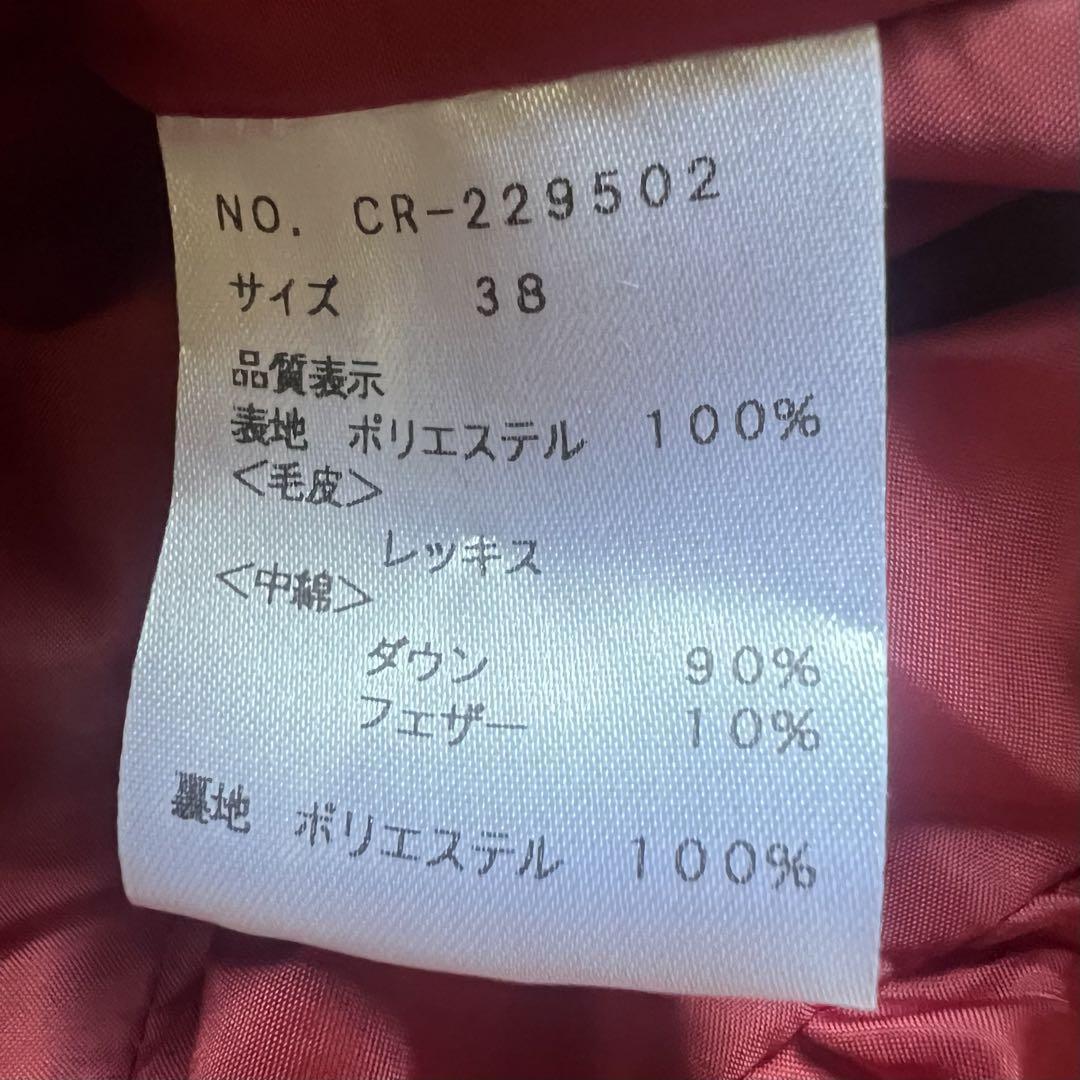 NO. CR-229502
サイズ 38
品質表示
表地 ポリエステル 100%
<毛皮>
レッキス
<中綿>
ダウン 90%
フェザー 10%
裏地 ポリエステル 100%